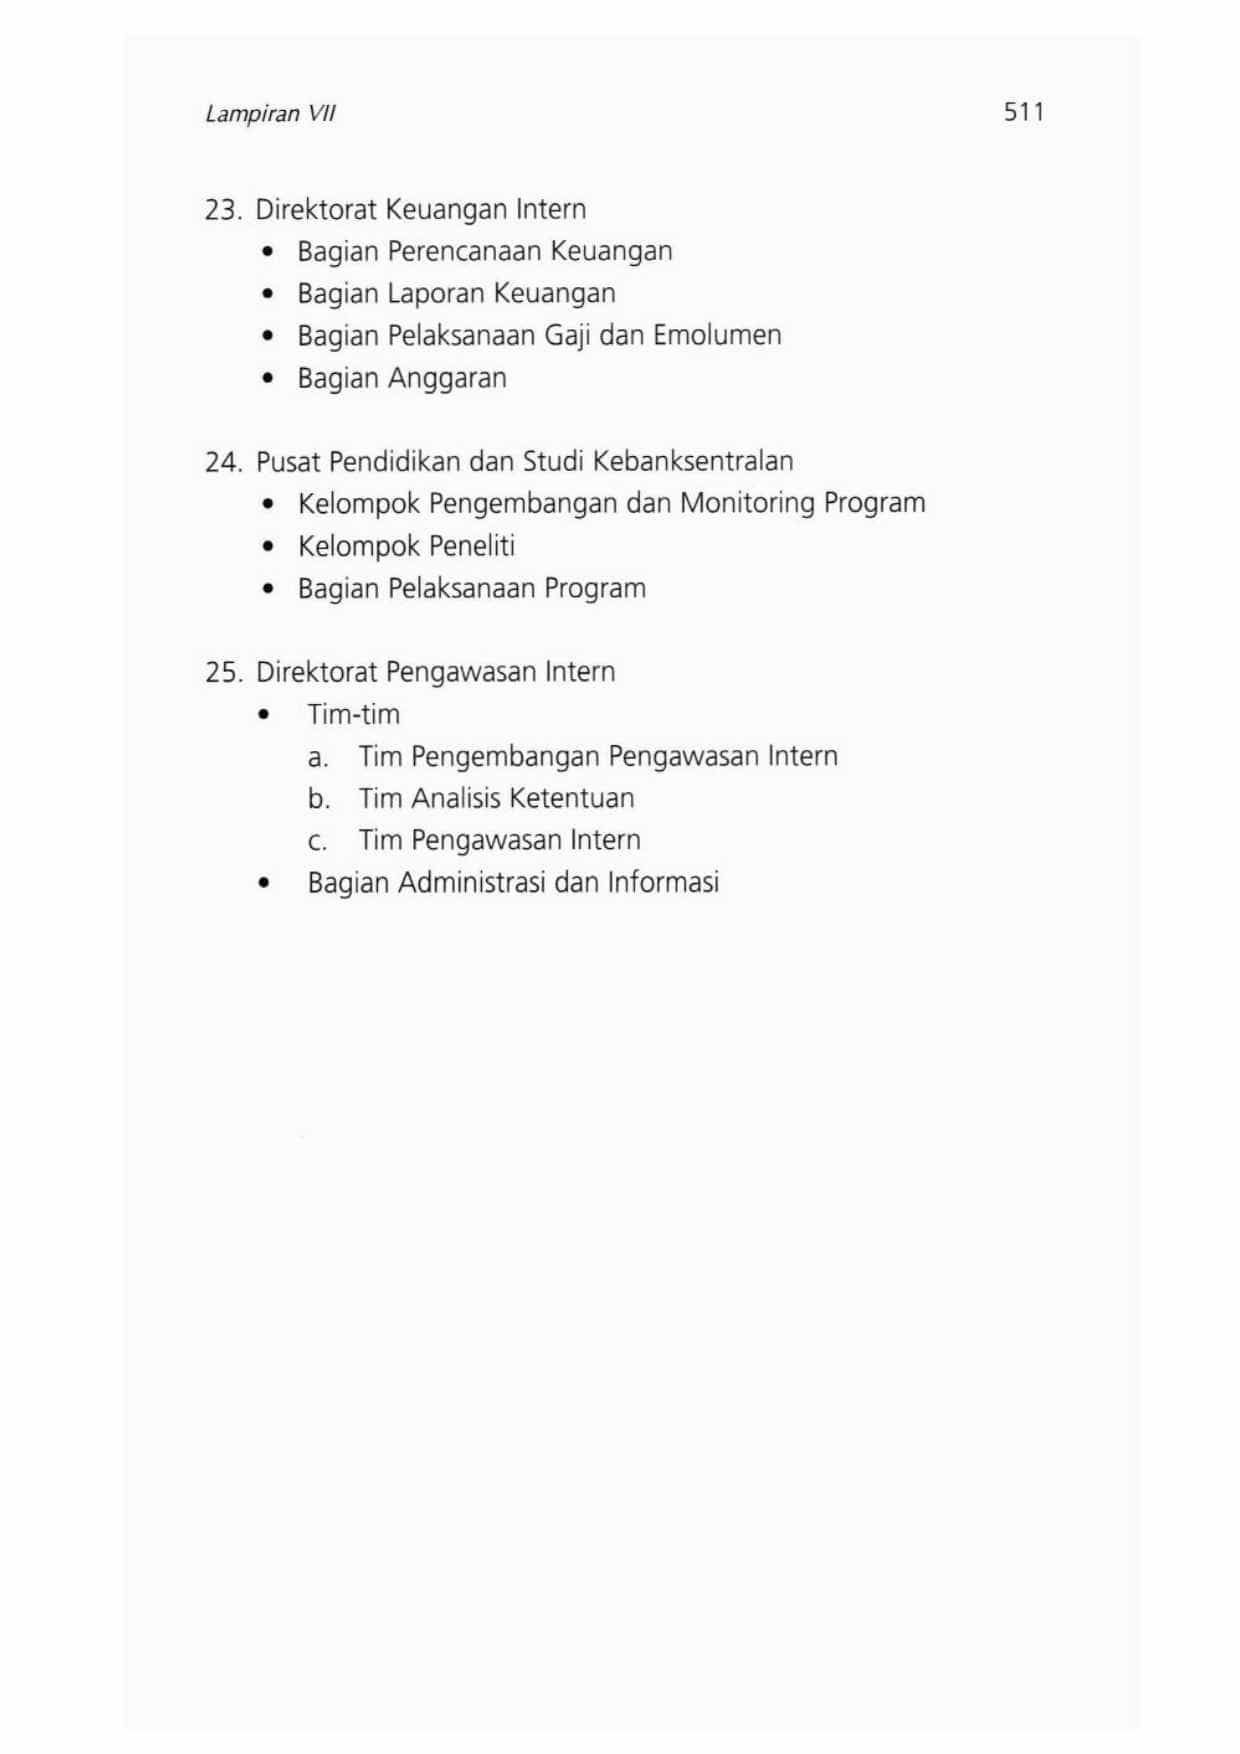 Lampiran VII 511
23. Direktorat Keuangan Intern
• Bagian Perencanaan Keuangan
• Bagian Laporan Keuangan
• Bagian Pelaksanaan Gaji dan Emolumen
• Bagian Anggaran
24. Pusat Pendidikan dan Studi Kebanksentralan
• Kelompok Pengembangan dan Monitoring Program
• Kelompok Peneliti
• Bagian Pelaksanaan Program
25. Direktorat Pengawasan Intern
• Tim-tim
a. Tim Pengembangan Pengawasan Intern
b. Tim Analisis Ketentuan
c. Tim Pengawasan Intern
• Bagian Administrasi dan Informasi